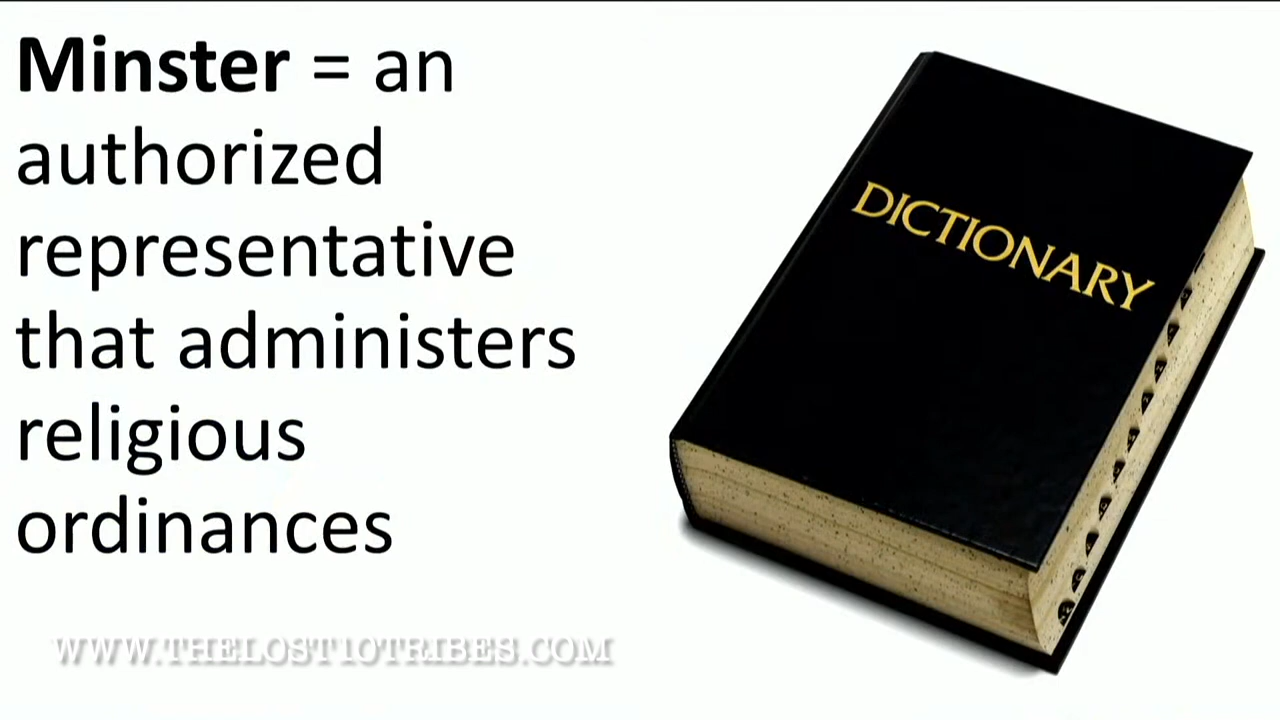 Minster = an
authorized
representative
that administers
religious
ordinances
DICTIONARY
WWW.THELOST10TRIBES.COM